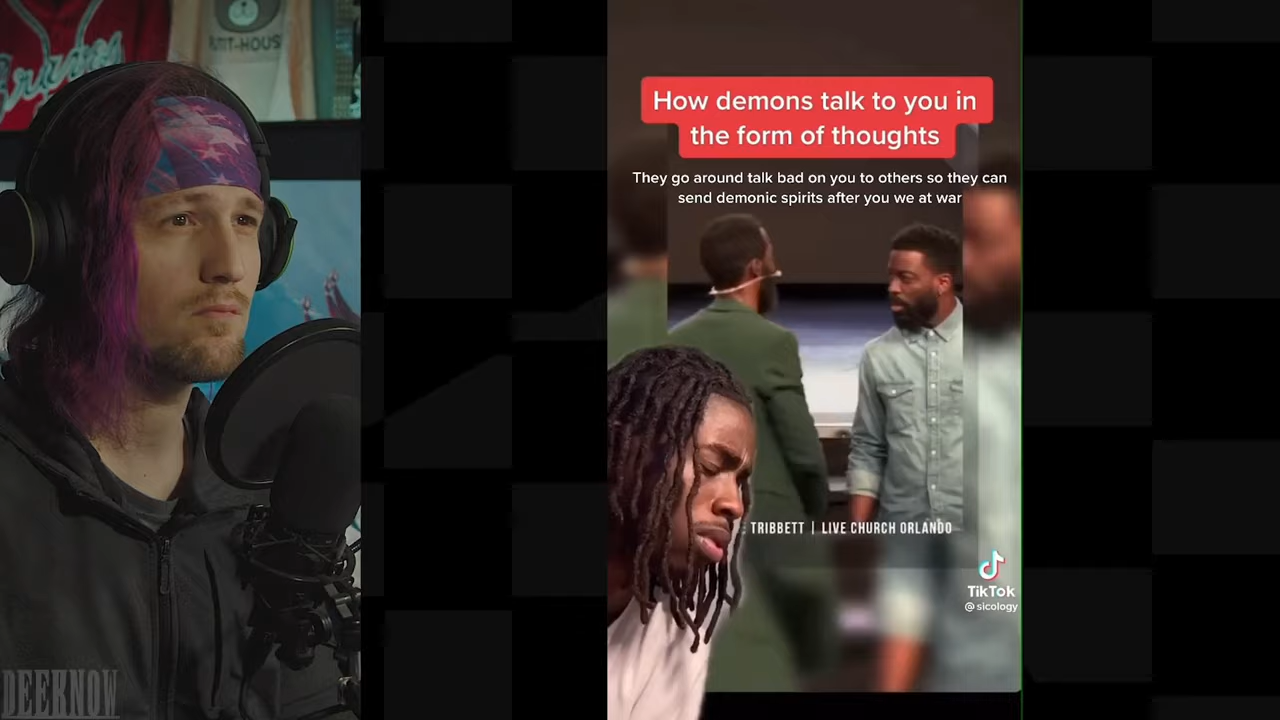 How demons talk to you in
the form of thoughts
They go around talk bad on you to others so they can
send demonic spirits after you we at war
TRIBBETT | LIVE CHURCH ORLANDO
TikTok
@sicology
DEEKNOW